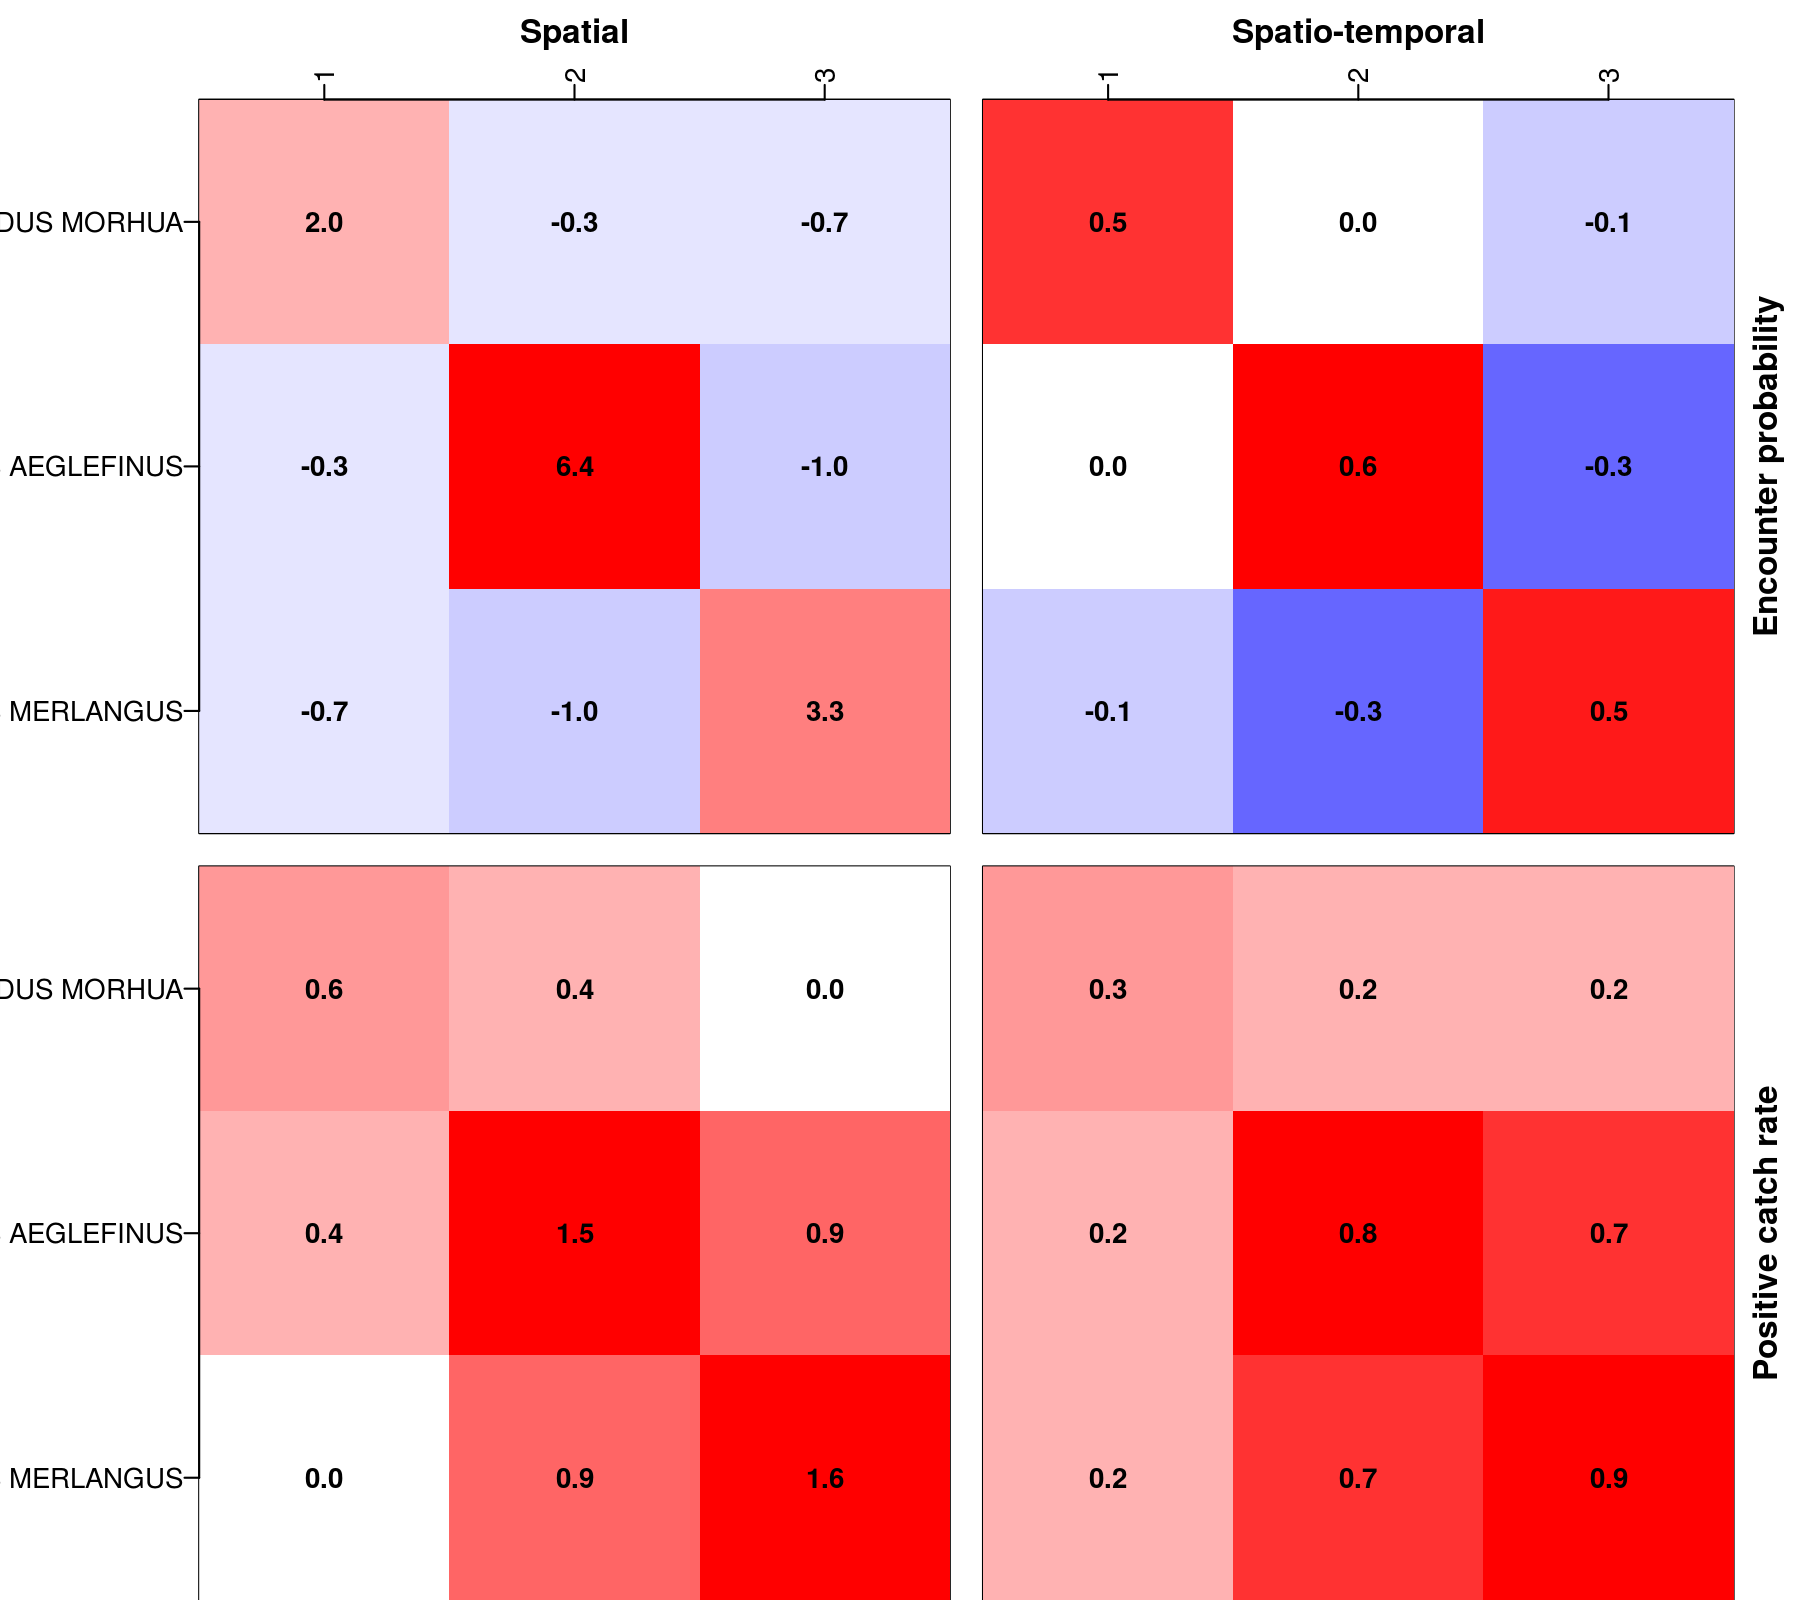 Spatial Spatio-temporal
1 2 3 1 2 3
DUS MORHUA 2.0 -0.3 -0.7 0.5 0.0 -0.1
AEGLEFINUS -0.3 6.4 -1.0 0.0 0.6 -0.3
MERLANGUS -0.7 -1.0 3.3 -0.1 -0.3 0.5
Encounter probability
DUS MORHUA 0.6 0.4 0.0 0.3 0.2 0.2
AEGLEFINUS 0.4 1.5 0.9 0.2 0.8 0.7
MERLANGUS 0.0 0.9 1.6 0.2 0.7 0.9
Positive catch rate